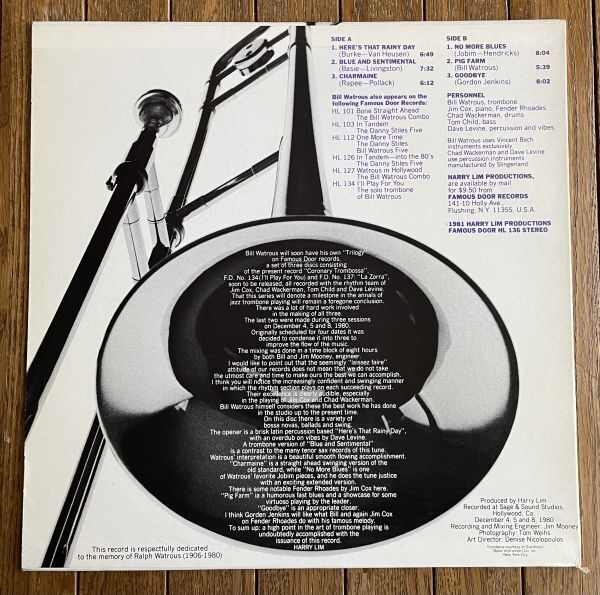 SIDE A
1. HERE'S THAT RAINY DAY
(Burke—Van Heusen) 6:49
2. BLUE AND SENTIMENTAL
(Basie—Livingston) 7:32
3. CHARMAINE
(Rapee—Pollack) 6:12
Bill Watrous also appears on the
following Famous Door Records:
HL 101 Bone Straight Ahead
The Bill Watrous Combo
HL 103 In Tandem
The Danny Stiles Five
HL 112 One More Time
The Danny Stiles
Bill Watrous Five
HL 126 In Tandem—into the 80's
The Danny Stiles Five
HL 127 Watrous in Hollywood
The Bill Watrous Combo
HL 134 I'll Play For You
The solo trombone
of Bill Watrous
SIDE B
1. NO MORE BLUES
(Jobim—Hendricks) 8:04
2. PIG FARM
(Bill Watrous) 5:39
3. GOODBYE
(Gordon Jenkins) 8:02
PERSONNEL
Bill Watrous, trombone
Jim Cox, piano, Fender Rhoades
Chad Wackerman, drums
Tom Child, bass
Dave Levine, percussion and vibes
Bill Watrous uses Vincent Bach
instruments exclusively
Chad Wackerman and Dave Levine
use percussion instruments
manufactured by Slingerland.
HARRY LIM PRODUCTIONS,
are available by mail
for $9.50 from
FAMOUS DOOR RECORDS
141-10 Holly Ave.,
Flushing, N.Y. 11355, U.S.A.
1981 HARRY LIM PRODUCTIONS
FAMOUS DOOR HL 136 STEREO
Bill Watrous will soon have his own "Trilogy"
on Famous Door records,
a set of three discs consisting
of the present record "Coronary Trombossa",
F.D. No. 134 (I'll Play For You) and F.D. No. 137: "La Zorra",
soon to be released, all recorded with the rhythm team of
Jim Cox, Chad Wackerman, Tom Child and Dave Levine.
That this series will denote a milestone in the annals of
jazz trombone playing will remain a foregone conclusion.
There was a lot of hard work involved
in the making of all three.
The last two were made during three sessions
on December 4, 5 and 8, 1980.
Originally scheduled for four dates it was
decided to condense it into three to
improve the flow of the music.
The mixing was done in a time block of eight hours
by both Bill and Jim Mooney, engineer.
I would like to point out that the seemingly "laissez faire"
attitude of our records does not mean that we do not take
the utmost care and time to make ours the best we can accomplish.
I think you will notice the increasingly confident and swinging manner
in which the rhythm section plays on each succeeding record.
Their excellence is clearly audible, especially
in the playing of Jim Cox and Chad Wackerman.
Bill Watrous himself considers these the best work he has done
in the studio up to the present time.
On this disc there is a variety of
bossa novas, ballads and swing.
The opener is a brisk latin percussion based "Here's That Rainy Day",
with an overdub on vibes by Dave Levine.
A trombone version of "Blue and Sentimental"
is a contrast to the many tenor sax records of this tune.
Watrous' interpretation is a beautiful smooth flowing accomplishment.
"Charmaine" is a straight ahead swinging version of the
old standard, while "No More Blues" is one
of Watrous' favorite Jobim pieces, and he does the tune justice
with an exciting extended version.
There is some notable Fender Rhoades by Jim Cox here.
"Pig Farm" is a humorous fast blues and a showcase for some
virtuoso playing by the leader.
"Goodbye" is an appropriate closer.
I think Gordon Jenkins will like what Bill and again Jim Cox
on Fender Rhoades do with his famous melody.
To sum up: a high point in the art of trombone playing is
undoubtedly accomplished with the
issuance of this record.
HARRY LIM
This record is respectfully dedicated
to the memory of Ralph Watrous (1906-1980)
Produced by Harry Lim
Recorded at Sage & Sound Studios,
Hollywood, Ca
December 4, 5 and 8, 1980
Recording and Mixing Engineer: Jim Mooney
Photography: Tom Weihs
Art Director: Denise Nicolopoulos
Trombone courtesy of Giardinelli
Band Instrument Co. Inc.
New York City